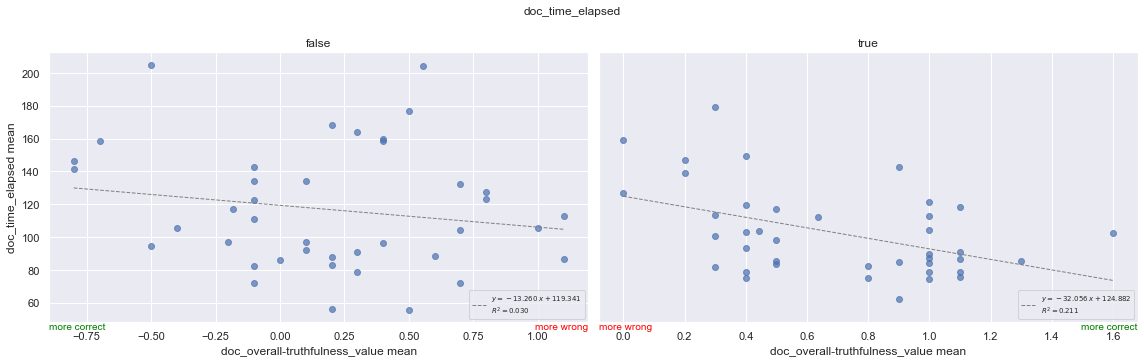 doc_time_elapsed
false
true
doc_time_elapsed mean
200
180
160
140
120
100
80
60
y = −13.260 x + 119.341
R² = 0.030
y = −32.056 x + 124.882
R² = 0.211
more correct
more wrong
more wrong
more correct
−0.75 −0.50 −0.25 0.00 0.25 0.50 0.75 1.00
0.0 0.2 0.4 0.6 0.8 1.0 1.2 1.4 1.6
doc_overall-truthfulness_value mean
doc_overall-truthfulness_value mean